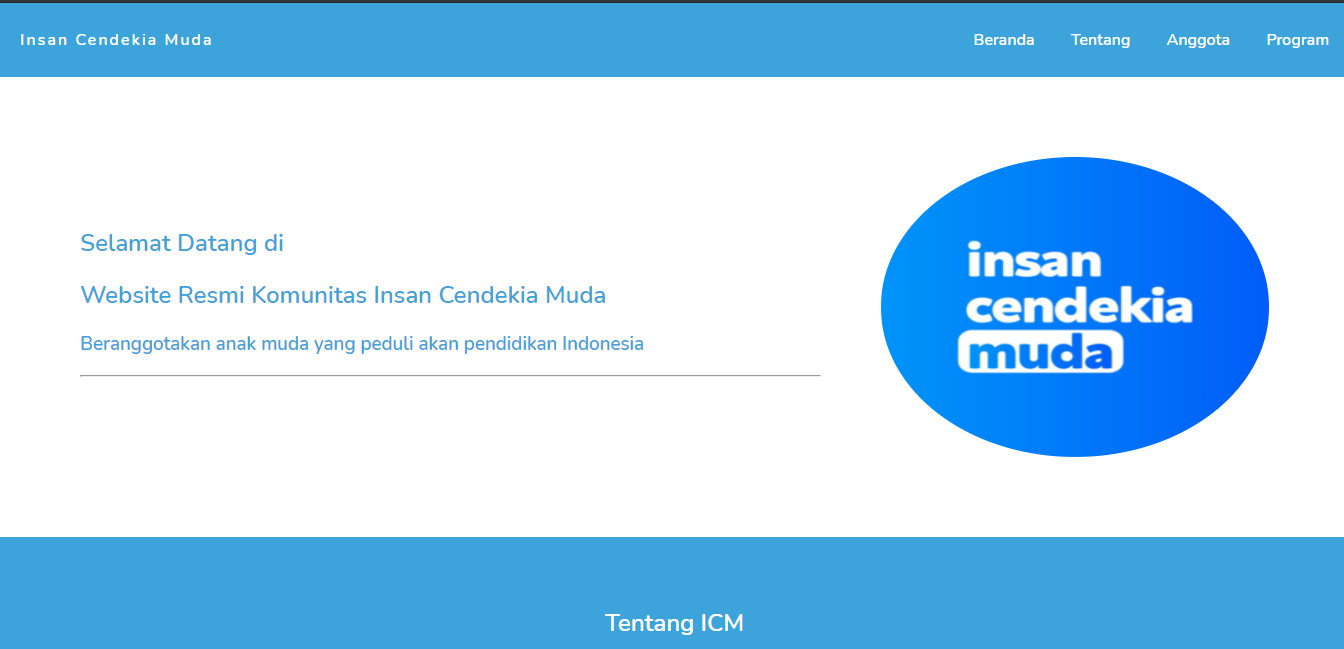 Insan Cendekia Muda
Beranda Tentang Anggota Program
Selamat Datang di
Website Resmi Komunitas Insan Cendekia Muda
Beranggotakan anak muda yang peduli akan pendidikan Indonesia
insan
cendekia
muda
Tentang ICM